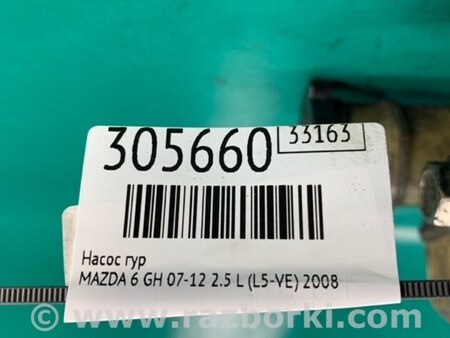 305660 33163
Насос гур
MAZDA 6 GH 07-12 2.5 L (L5-VE) 2008
www.razborki.com